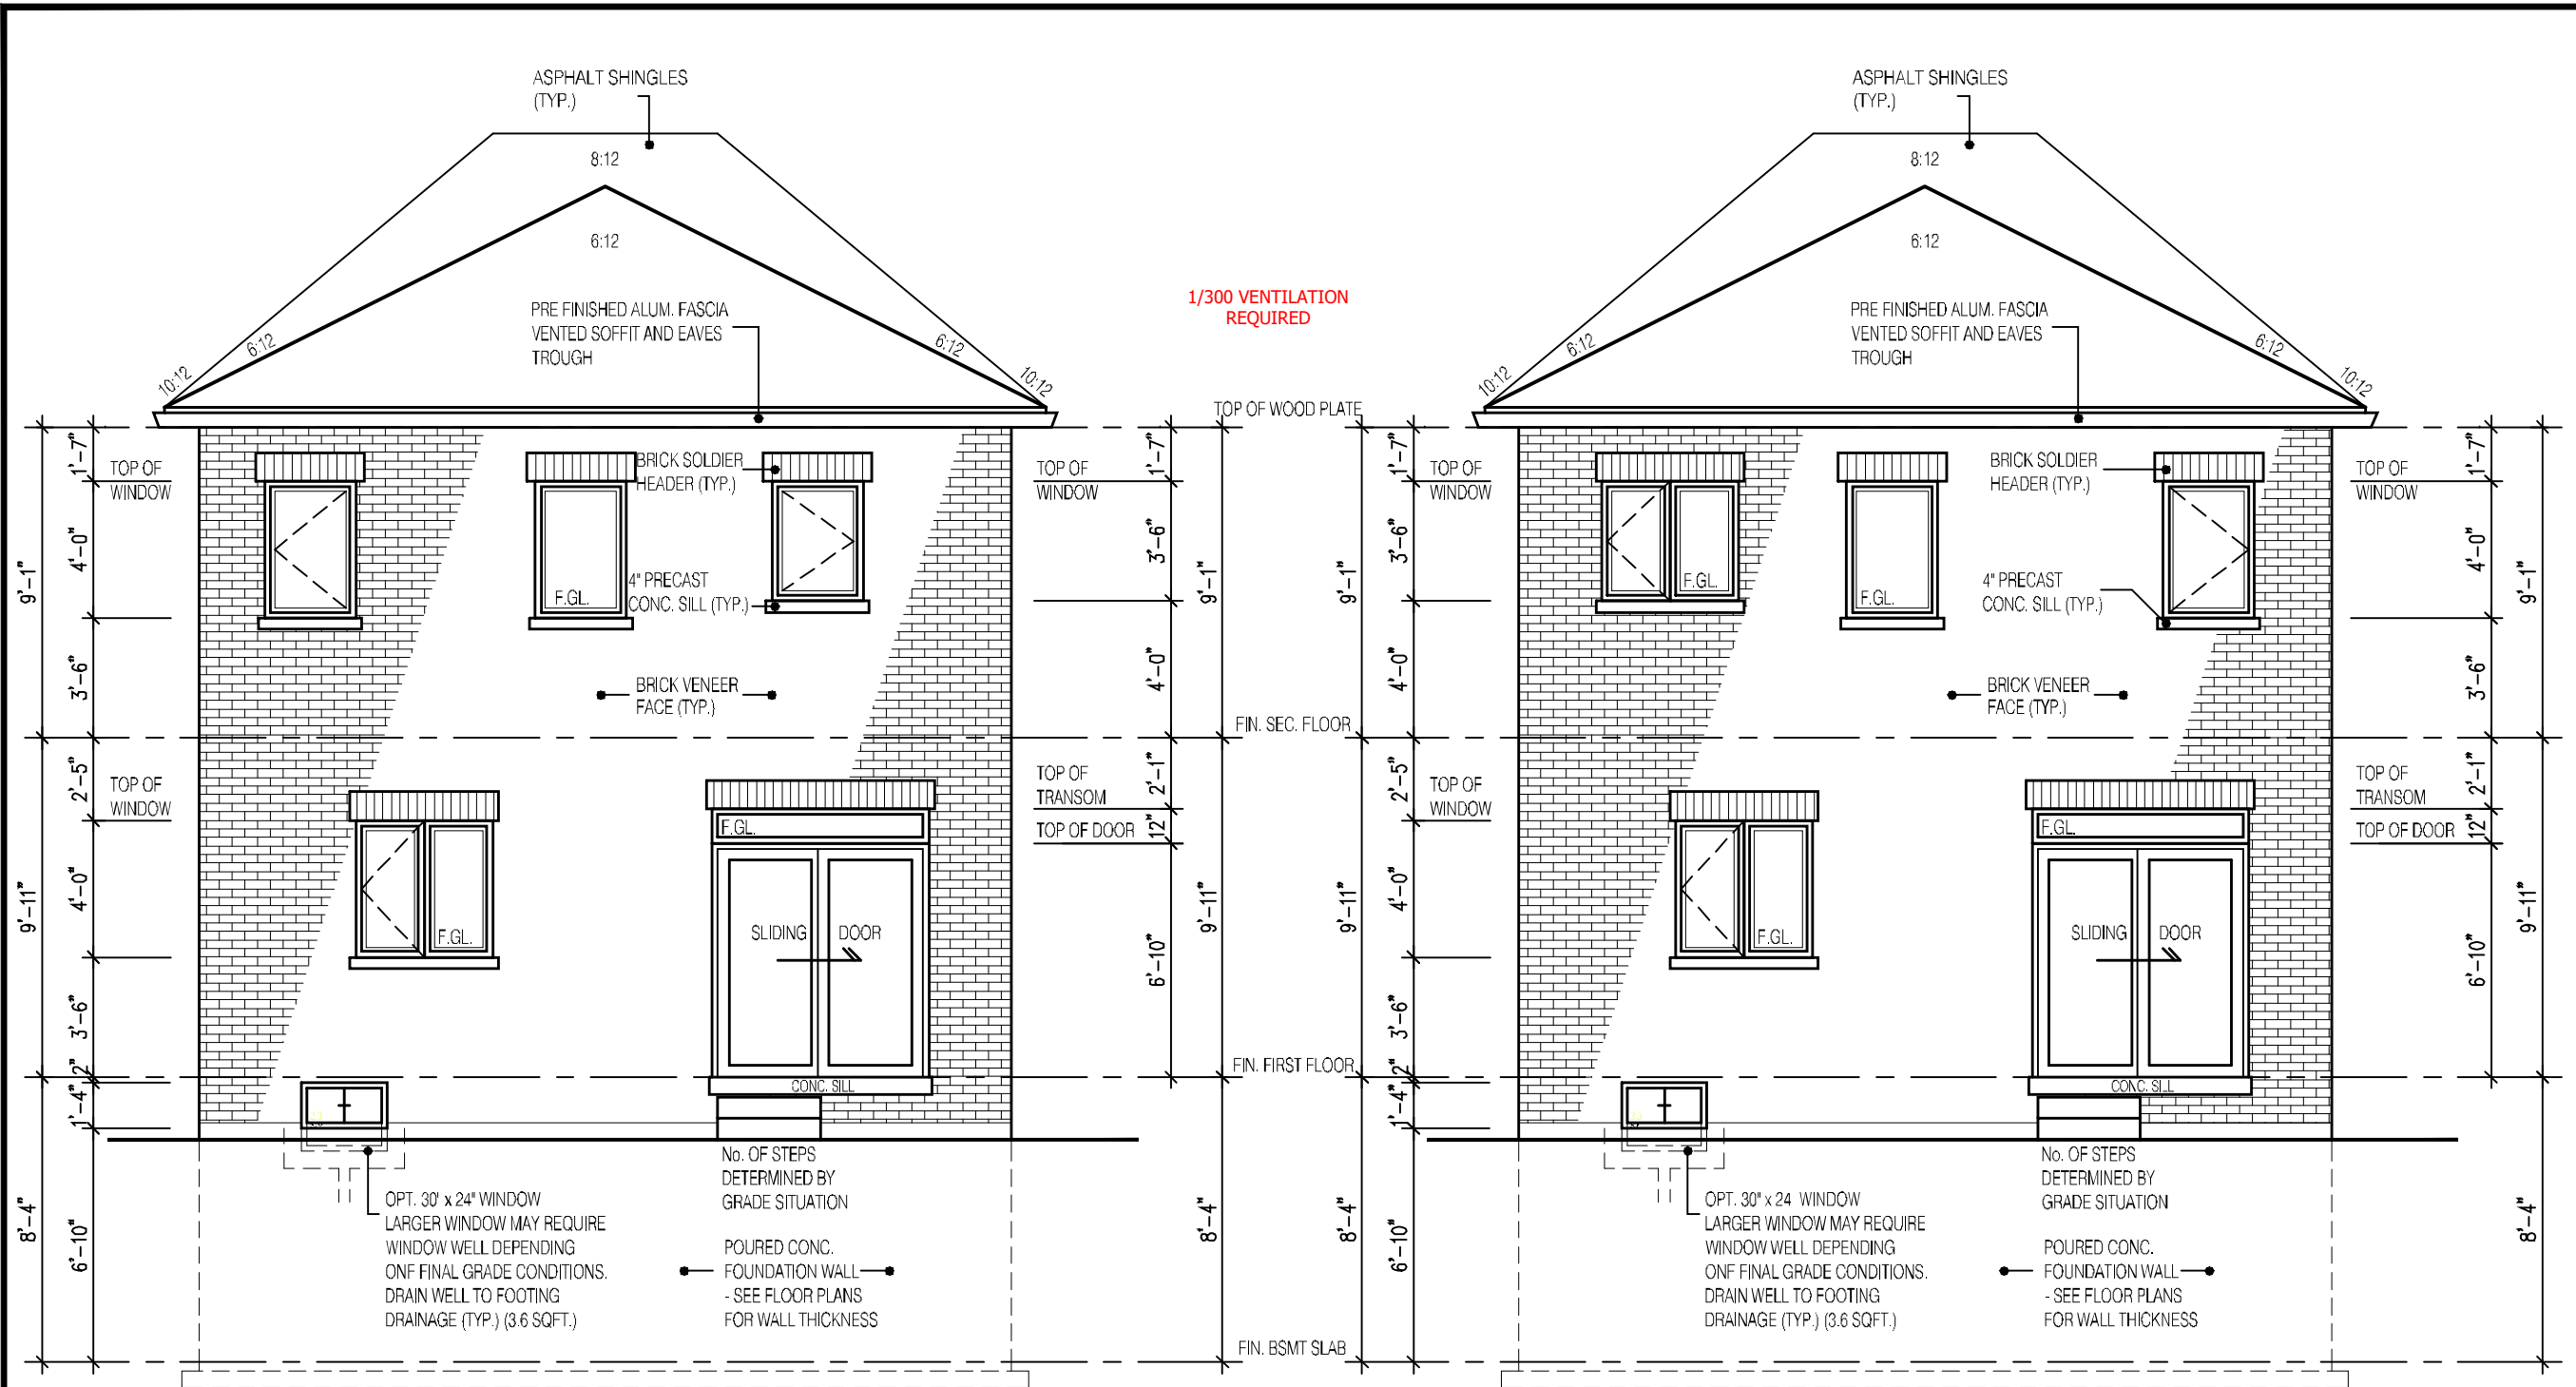 ASPHALT SHINGLES
(TYP.)
8:12
6:12
PRE FINISHED ALUM. FASCIA
VENTED SOFFIT AND EAVES
TROUGH
6:12
6:12
10:12
10:12
1'-7"
TOP OF
WINDOW
4'-0"
9'-1"
3'-6"
BRICK SOLDIER
HEADER (TYP.)
F.GL.
4" PRECAST
CONC. SILL (TYP.)
BRICK VENEER
FACE (TYP.)
TOP OF
WINDOW
1'-7"
3'-6"
9'-1"
4'-0"
2'-5"
TOP OF
WINDOW
4'-0"
9'-11"
3'-6"
2"
F.GL.
F.GL.
SLIDING DOOR
CONC. SILL
TOP OF
TRANSOM
2'-1"
TOP OF DOOR
12"
9'-11"
6'-10"
1'-4"
8'-4"
6'-10"
OPT. 30' x 24" WINDOW
LARGER WINDOW MAY REQUIRE
WINDOW WELL DEPENDING
ONF FINAL GRADE CONDITIONS.
DRAIN WELL TO FOOTING
DRAINAGE (TYP.) (3.6 SQFT.)
No. OF STEPS
DETERMINED BY
GRADE SITUATION
POURED CONC.
FOUNDATION WALL
- SEE FLOOR PLANS
FOR WALL THICKNESS
8'-4"
1/300 VENTILATION
REQUIRED
TOP OF WOOD PLATE
FIN. SEC. FLOOR
FIN. FIRST FLOOR
FIN. BSMT SLAB
ASPHALT SHINGLES
(TYP.)
8:12
6:12
PRE FINISHED ALUM. FASCIA
VENTED SOFFIT AND EAVES
TROUGH
6:12
6:12
10:12
10:12
1'-7"
TOP OF
WINDOW
3'-6"
9'-1"
4'-0"
F.GL.
F.GL.
BRICK SOLDIER
HEADER (TYP.)
4" PRECAST
CONC. SILL (TYP.)
BRICK VENEER
FACE (TYP.)
TOP OF
WINDOW
1'-7"
4'-0"
9'-1"
3'-6"
2'-5"
TOP OF
WINDOW
4'-0"
9'-11"
3'-6"
2"
F.GL.
F.GL.
SLIDING DOOR
CONC. SILL
TOP OF
TRANSOM
2'-1"
TOP OF DOOR
12"
9'-11"
6'-10"
1'-4"
8'-4"
6'-10"
OPT. 30" x 24 WINDOW
LARGER WINDOW MAY REQUIRE
WINDOW WELL DEPENDING
ONF FINAL GRADE CONDITIONS.
DRAIN WELL TO FOOTING
DRAINAGE (TYP.) (3.6 SQFT.)
No. OF STEPS
DETERMINED BY
GRADE SITUATION
POURED CONC.
FOUNDATION WALL
- SEE FLOOR PLANS
FOR WALL THICKNESS
8'-4"